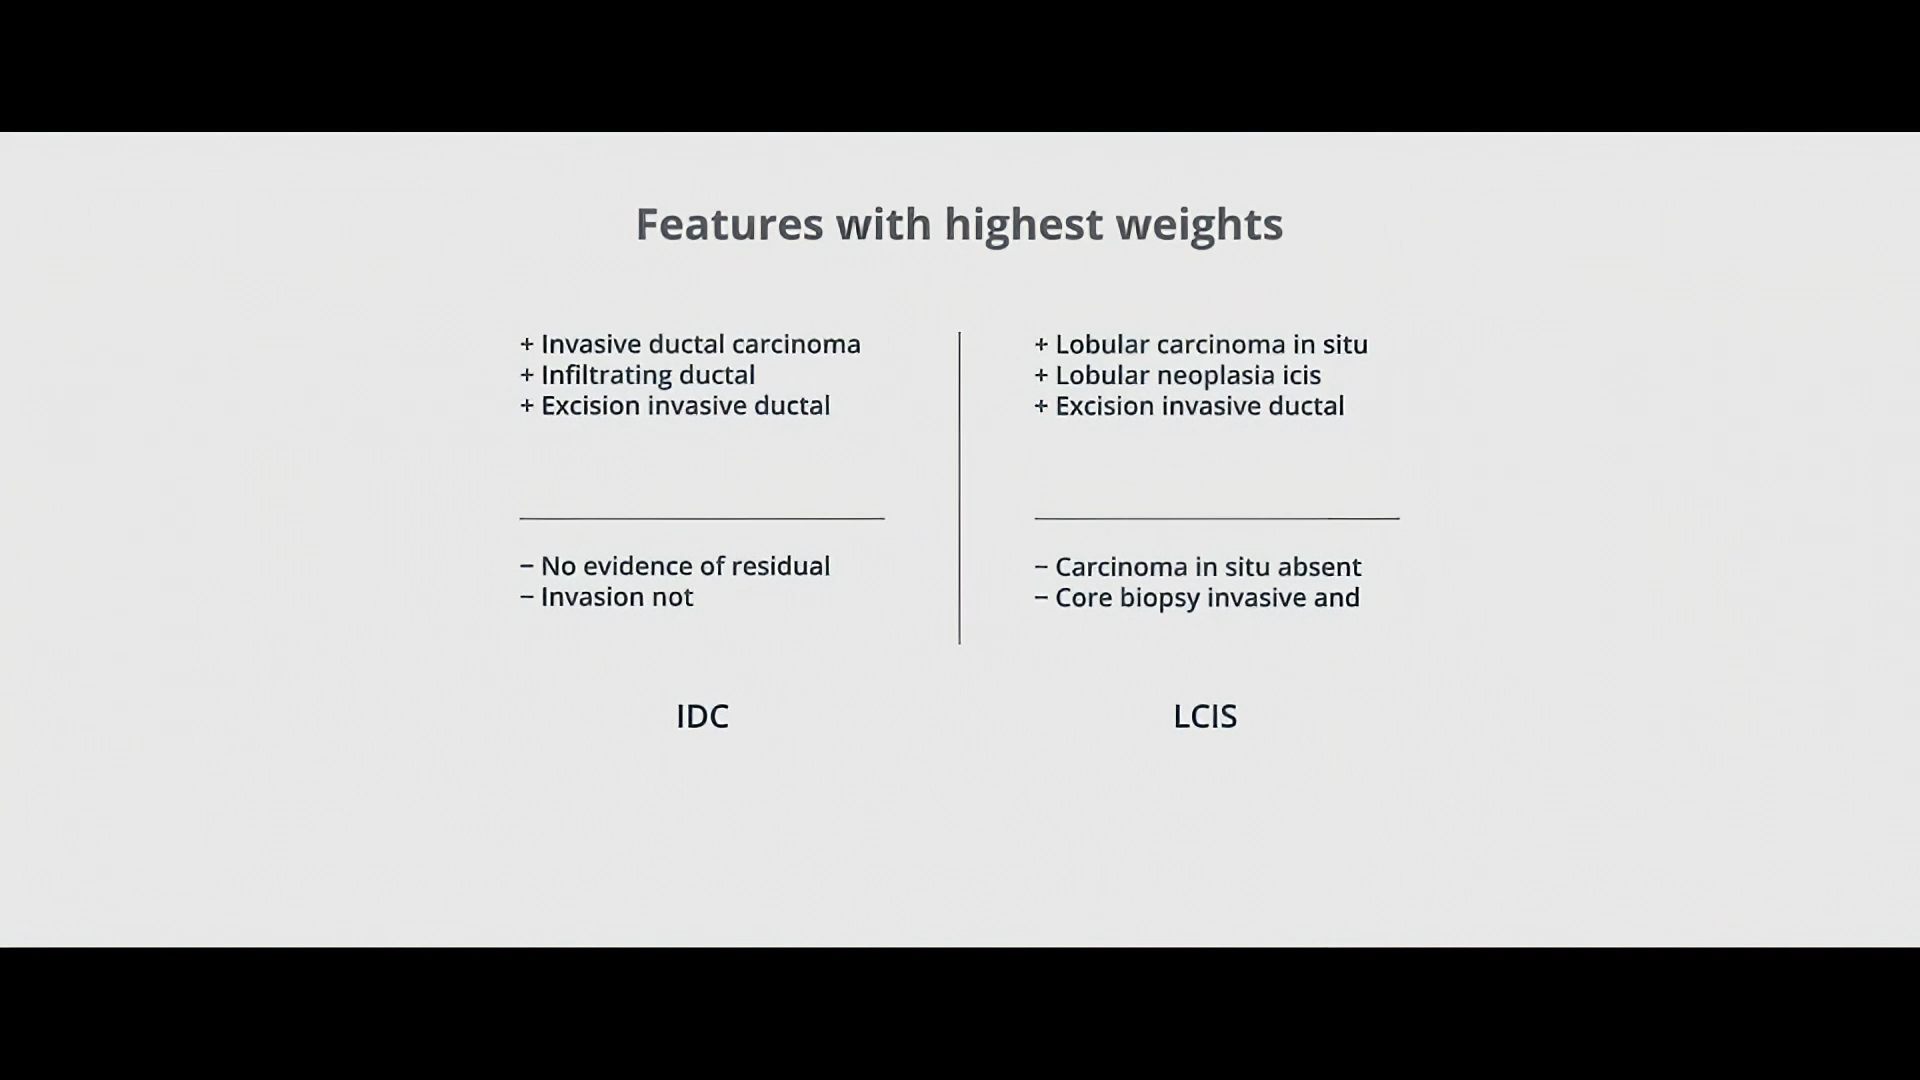 Features with highest weights
+ Invasive ductal carcinoma
+ Infiltrating ductal
+ Excision invasive ductal
− No evidence of residual
− Invasion not
IDC
+ Lobular carcinoma in situ
+ Lobular neoplasia icis
+ Excision invasive ductal
− Carcinoma in situ absent
− Core biopsy invasive and
LCIS